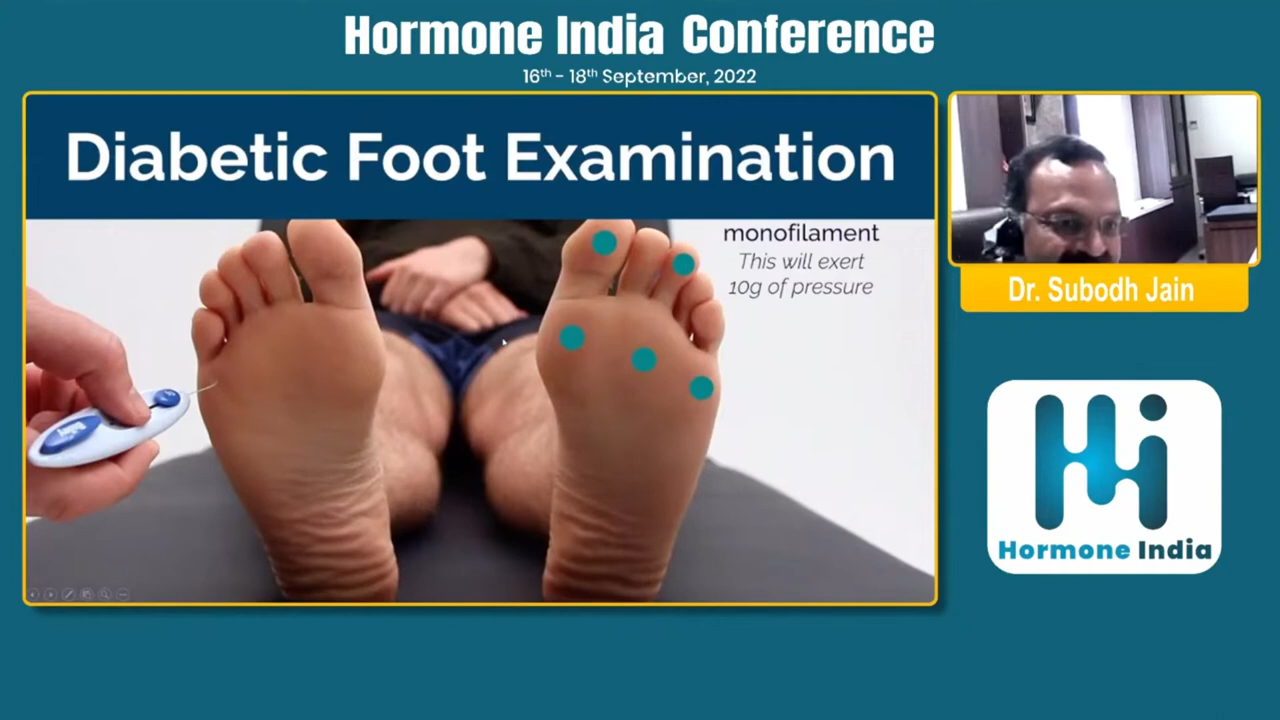 Hormone India Conference
16th - 18th September, 2022
Diabetic Foot Examination
monofilament
This will exert
10g of pressure
Dr. Subodh Jain
Hi
Hormone India